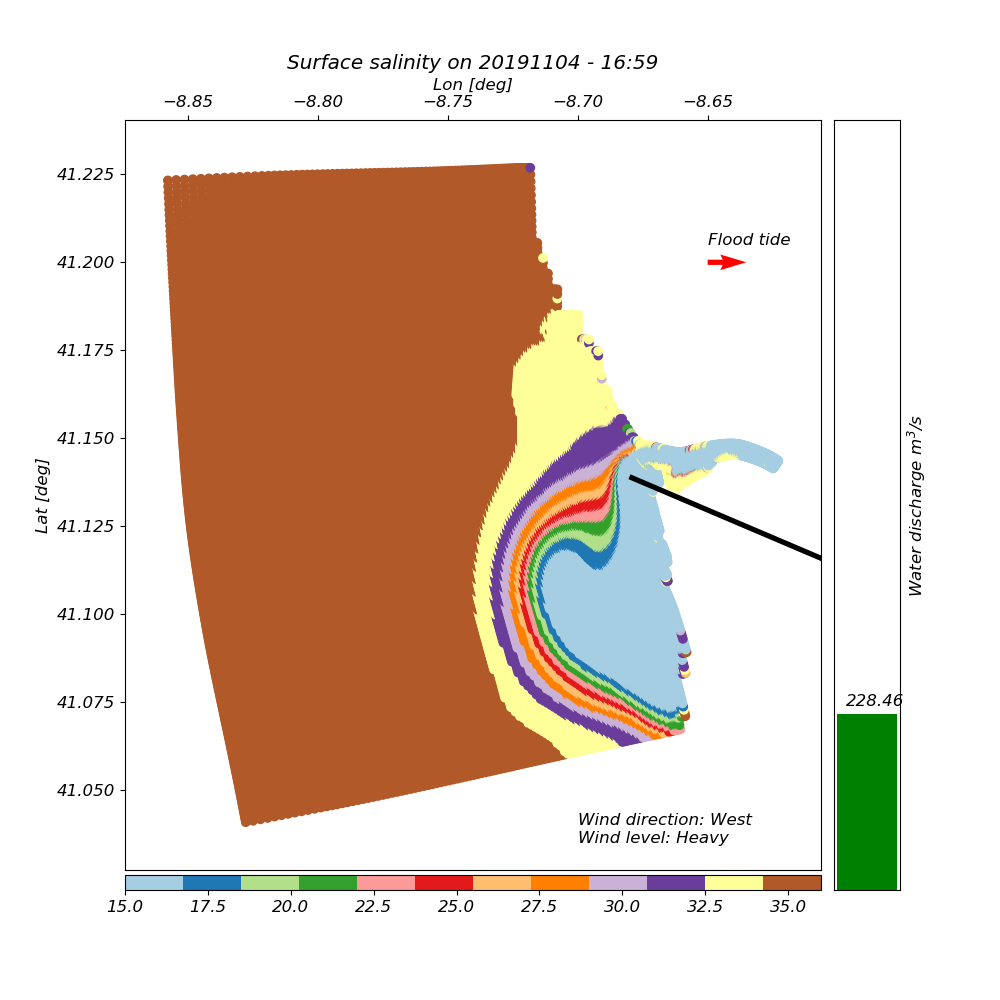 Surface salinity on 20191104 - 16:59
Lon [deg]
−8.85 −8.80 −8.75 −8.70 −8.65
41.225
41.200
41.175
41.150
41.125
41.100
41.075
41.050
Lat [deg]
Flood tide
Wind direction: West
Wind level: Heavy
228.46
Water discharge m³/s
15.0 17.5 20.0 22.5 25.0 27.5 30.0 32.5 35.0